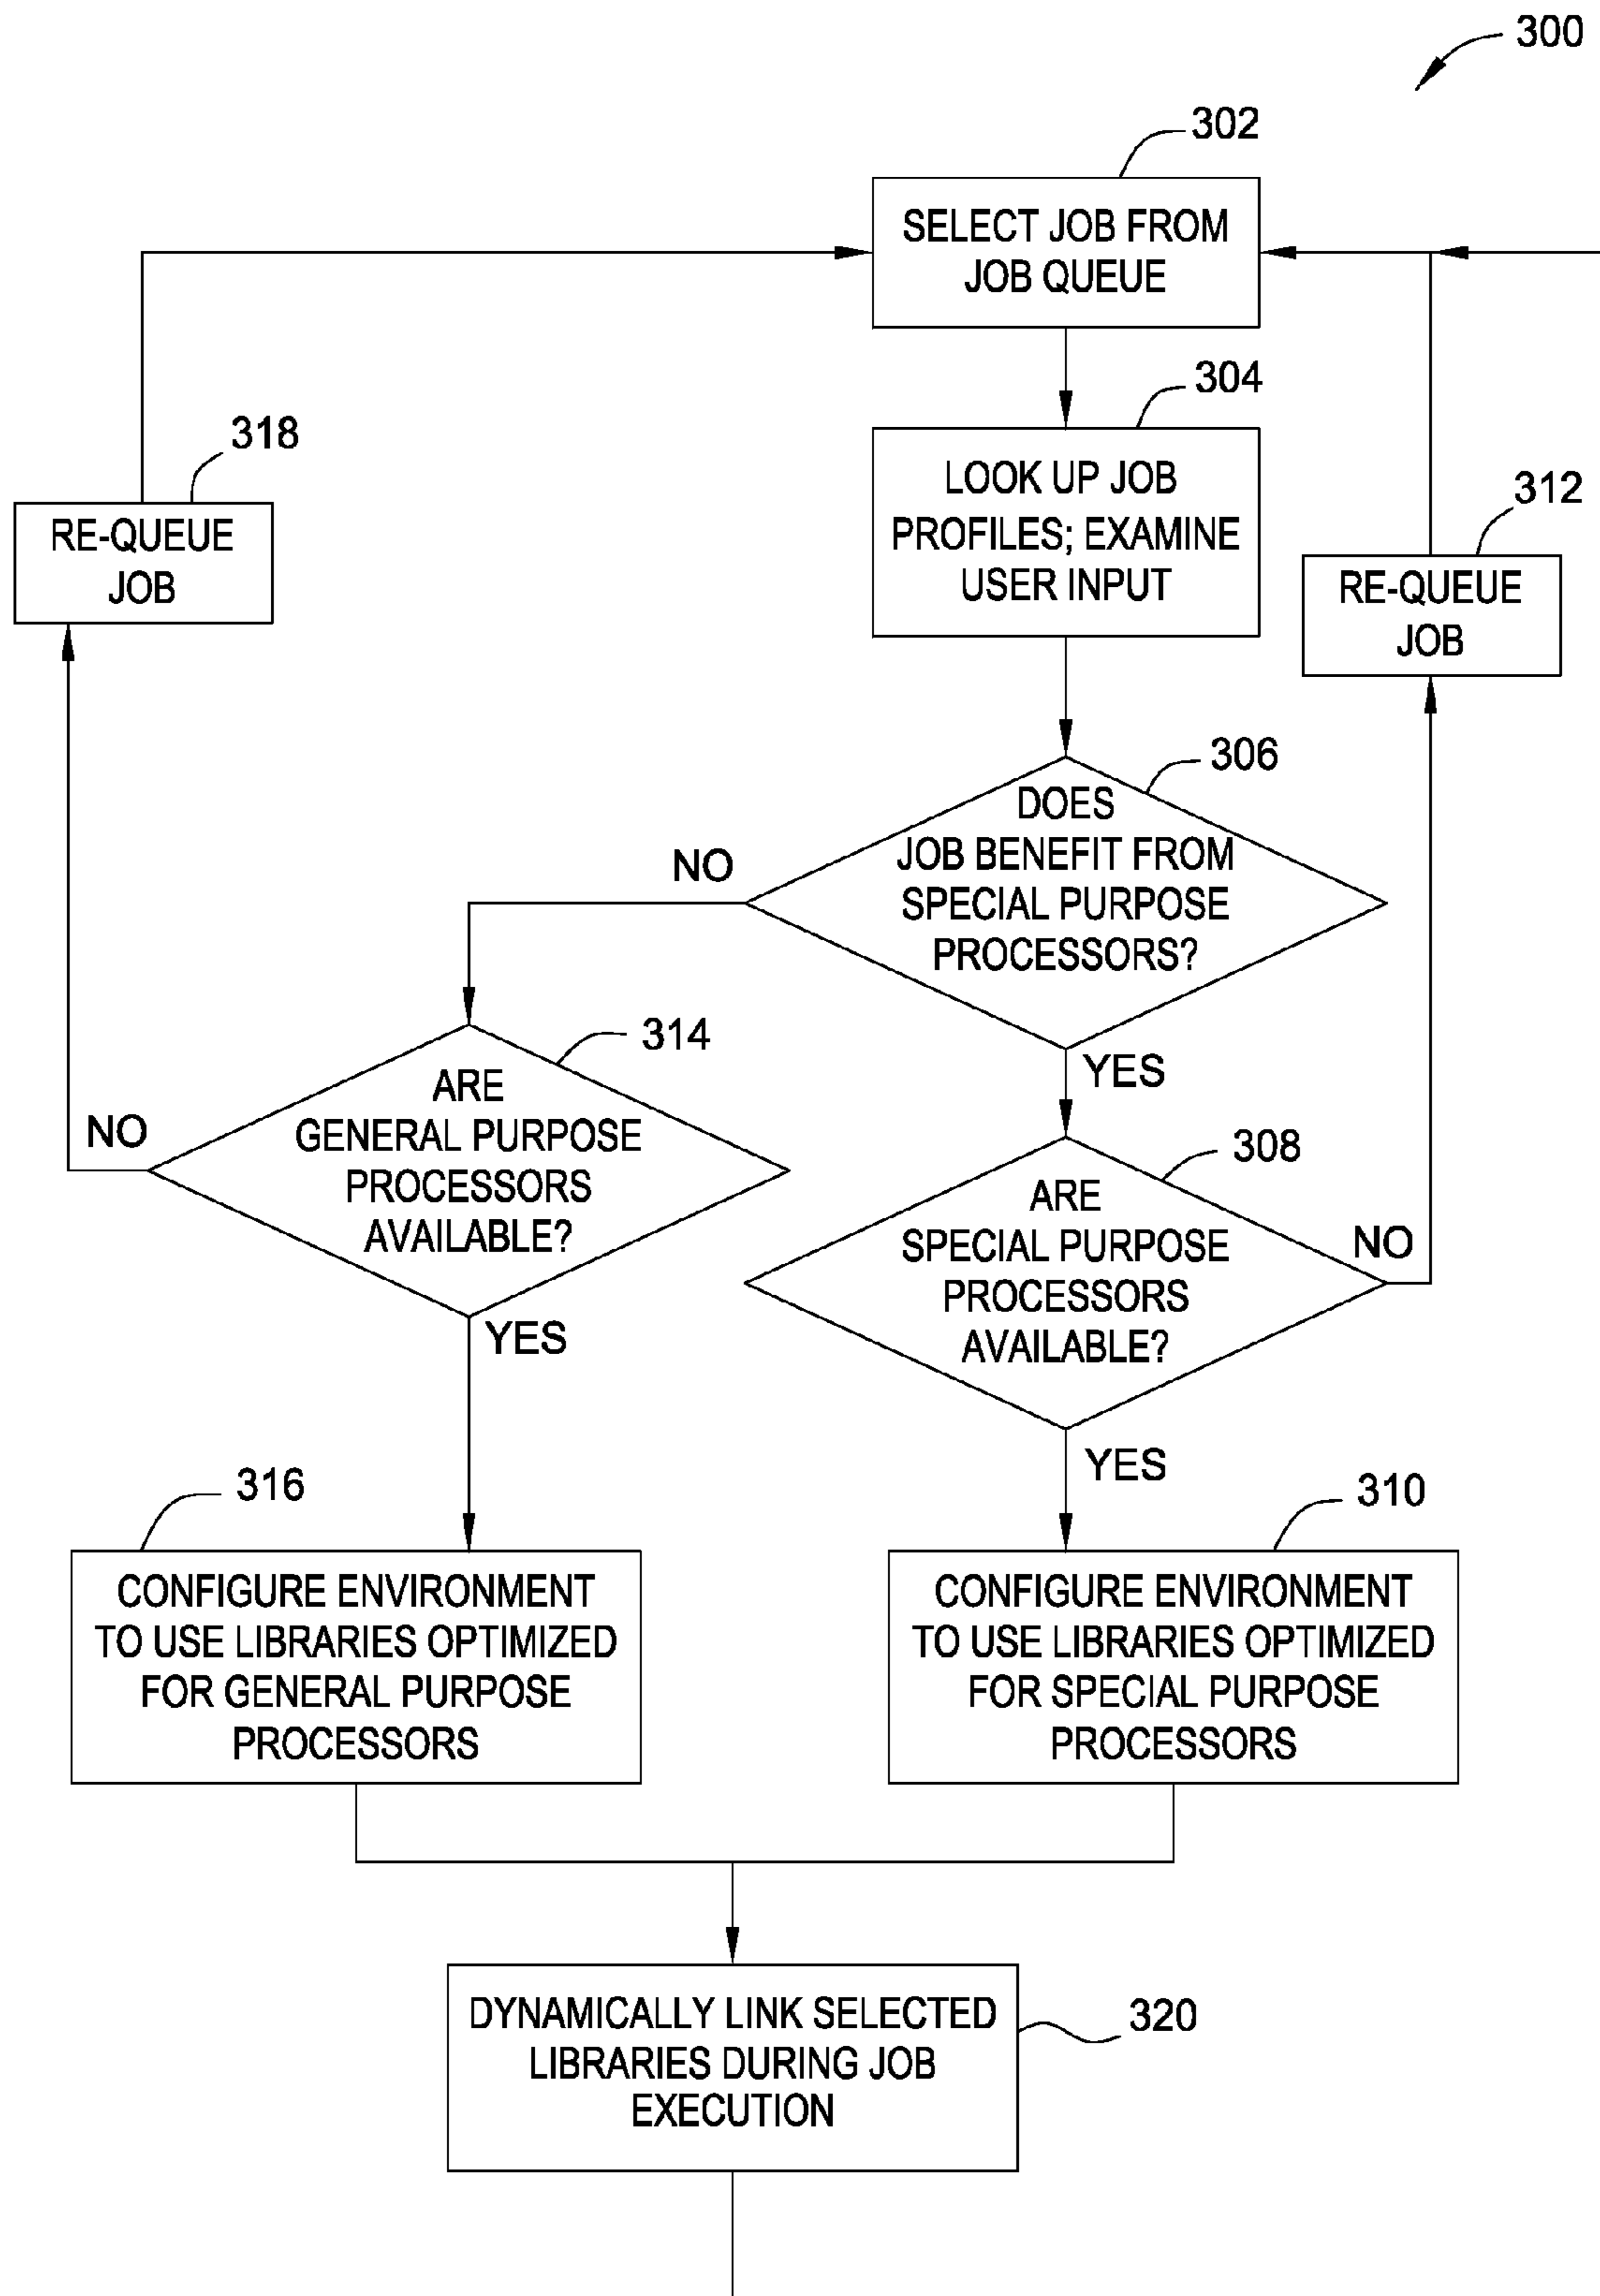 300
302
SELECT JOB FROM
JOB QUEUE
304
LOOK UP JOB
PROFILES; EXAMINE
USER INPUT
318
RE-QUEUE
JOB
312
RE-QUEUE
JOB
306
DOES
JOB BENEFIT FROM
SPECIAL PURPOSE
PROCESSORS?
NO
YES
314
ARE
GENERAL PURPOSE
PROCESSORS
AVAILABLE?
NO
YES
308
ARE
SPECIAL PURPOSE
PROCESSORS
AVAILABLE?
NO
YES
316
CONFIGURE ENVIRONMENT
TO USE LIBRARIES OPTIMIZED
FOR GENERAL PURPOSE
PROCESSORS
310
CONFIGURE ENVIRONMENT
TO USE LIBRARIES OPTIMIZED
FOR SPECIAL PURPOSE
PROCESSORS
DYNAMICALLY LINK SELECTED
LIBRARIES DURING JOB
EXECUTION
320